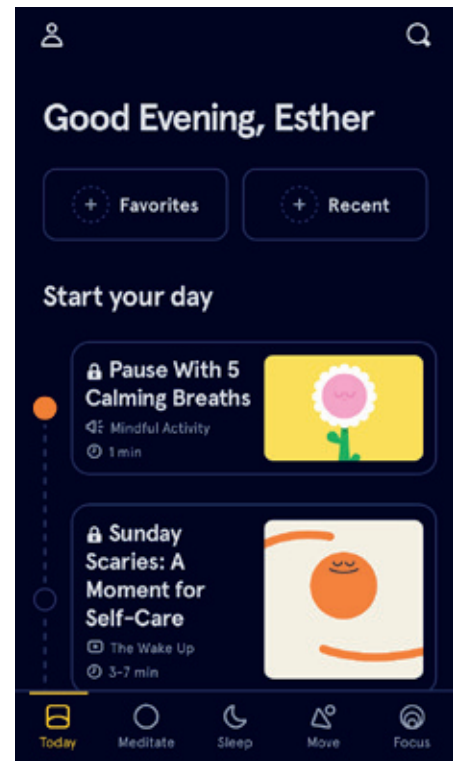 Good Evening, Esther
+ Favorites
+ Recent
Start your day
Pause With 5
Calming Breaths
Mindful Activity
1 min
Sunday
Scaries: A
Moment for
Self-Care
The Wake Up
3-7 min
Today
Meditate
Sleep
Move
Focus